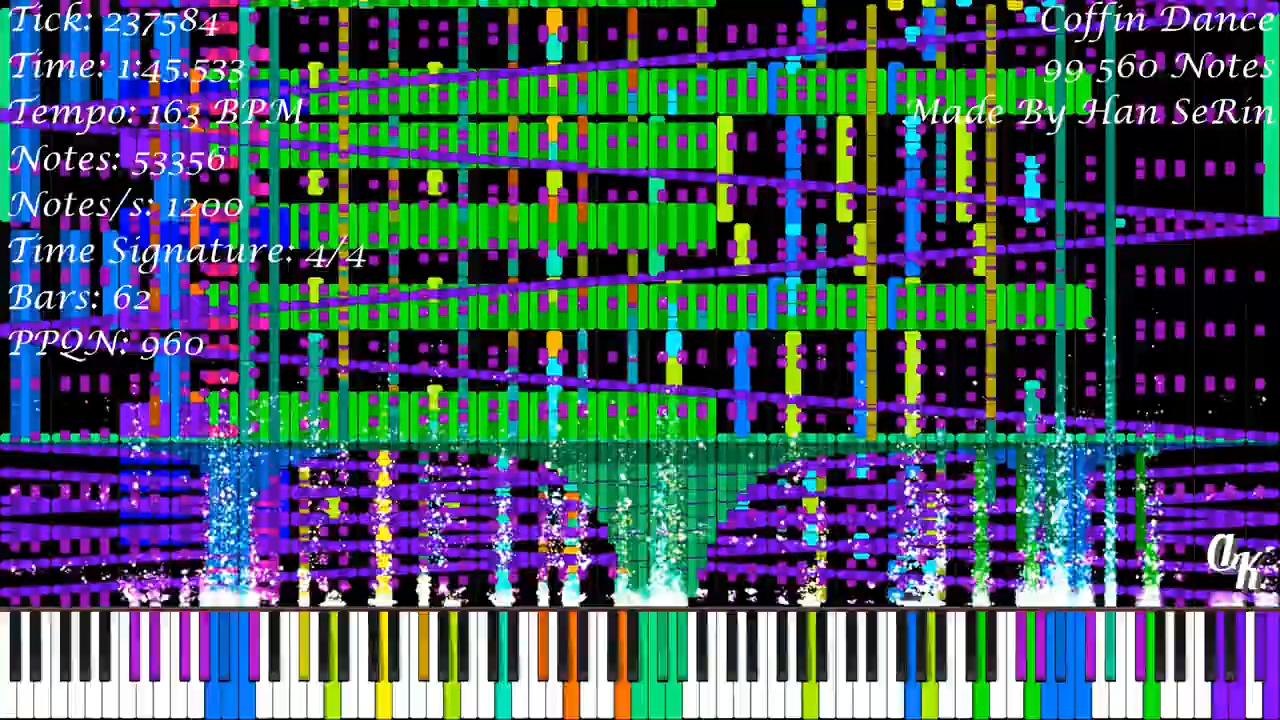 Tick: 237584
Time: 1:45.533
Tempo: 163 BPM
Notes: 53356
Notes/s: 1200
Time Signature: 4/4
Bars: 62
PPQN: 960
Coffin Dance
99 560 Notes
Made By Han SeRin